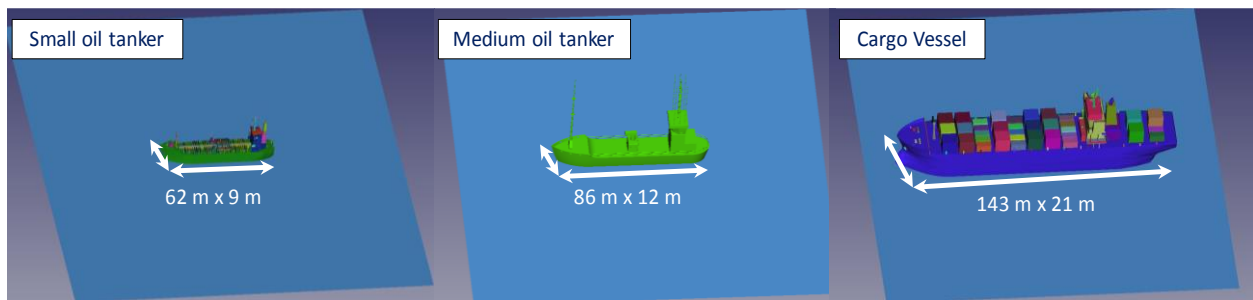 Small oil tanker
62 m x 9 m
Medium oil tanker
86 m x 12 m
Cargo Vessel
143 m x 21 m